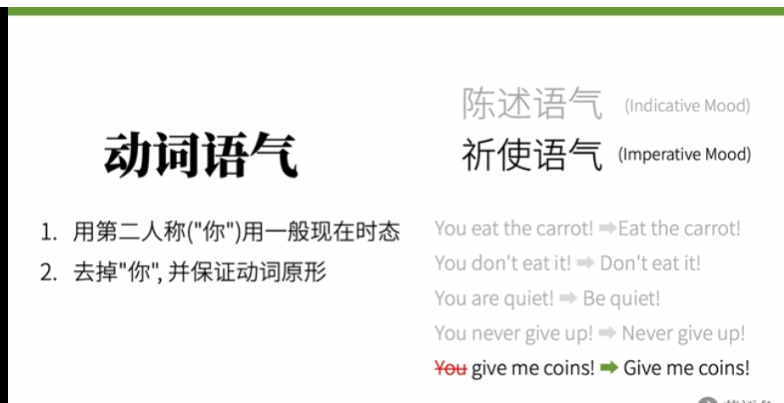 动词语气
1. 用第二人称("你")用一般现在时态
2. 去掉"你", 并保证动词原形
陈述语气 (Indicative Mood)
祈使语气 (Imperative Mood)
You eat the carrot! ➡Eat the carrot!
You don't eat it! ➡ Don't eat it!
You are quiet! ➡ Be quiet!
You never give up! ➡ Never give up!
You give me coins! ➡ Give me coins!